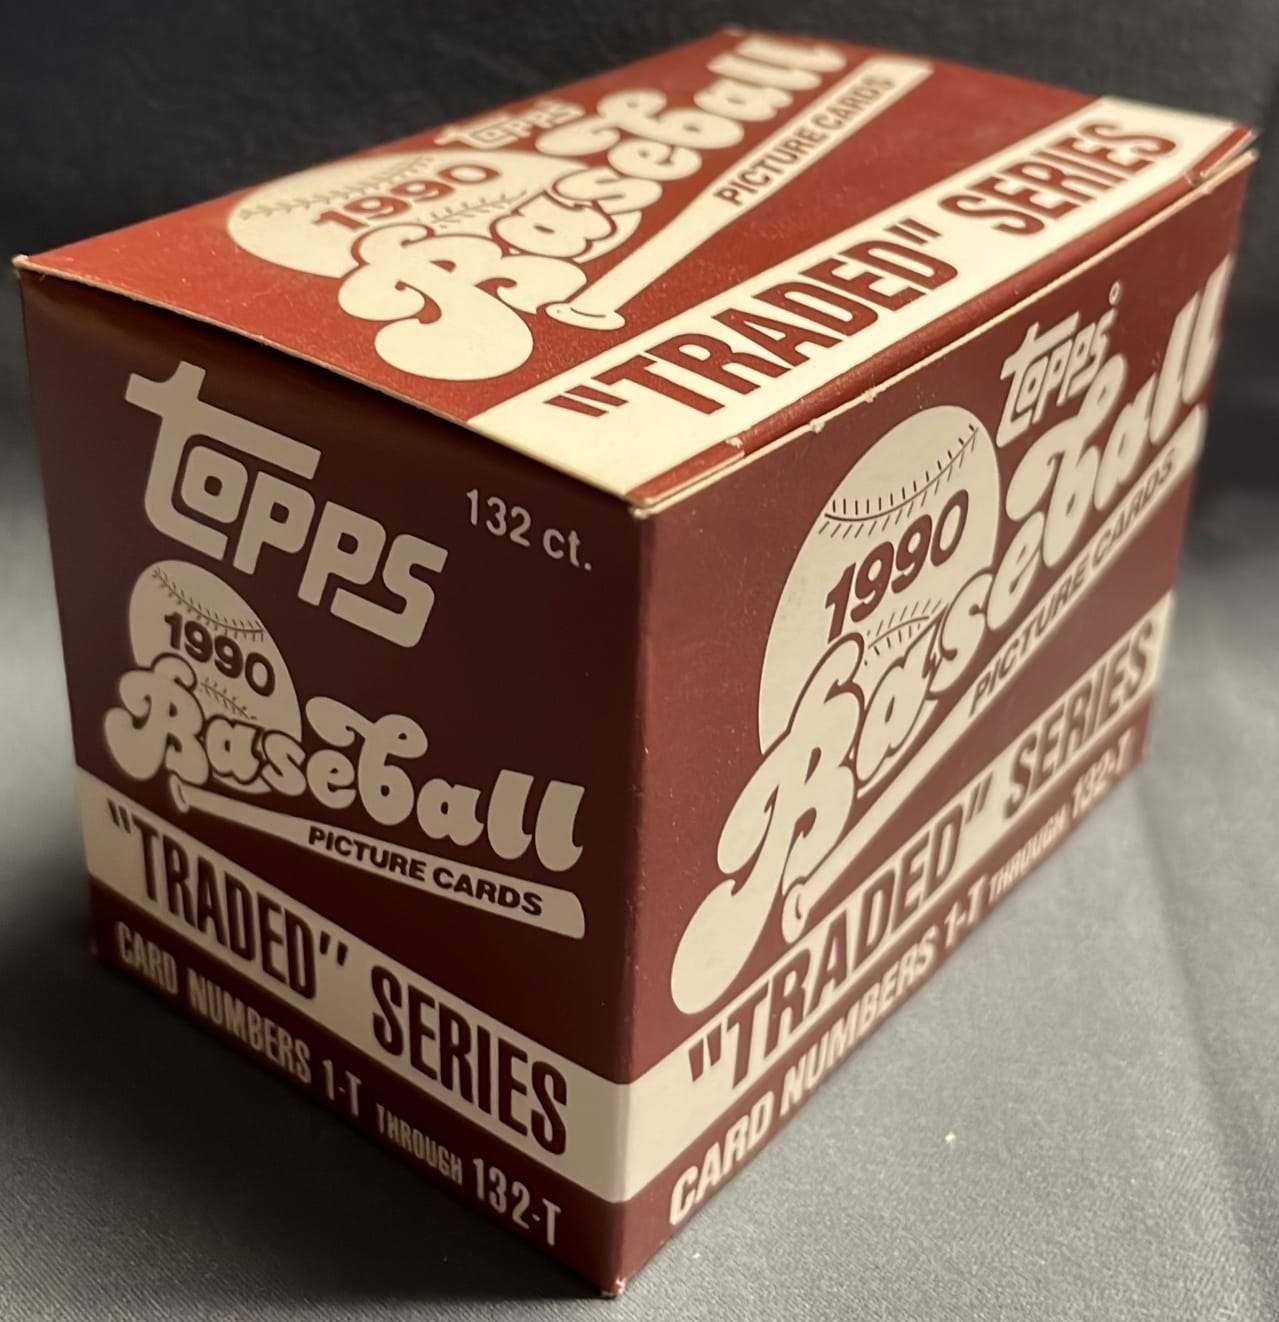 Topps
1990
Baseball
PICTURE CARDS
"TRADED" SERIES
Topps
132 ct.
1990
Baseball
PICTURE CARDS
"TRADED" SERIES
CARD NUMBERS 1-T THROUGH 132-T
Topps
1990
Baseball
PICTURE CARDS
"TRADED" SERIES
CARD NUMBERS 1-T THROUGH 132-T